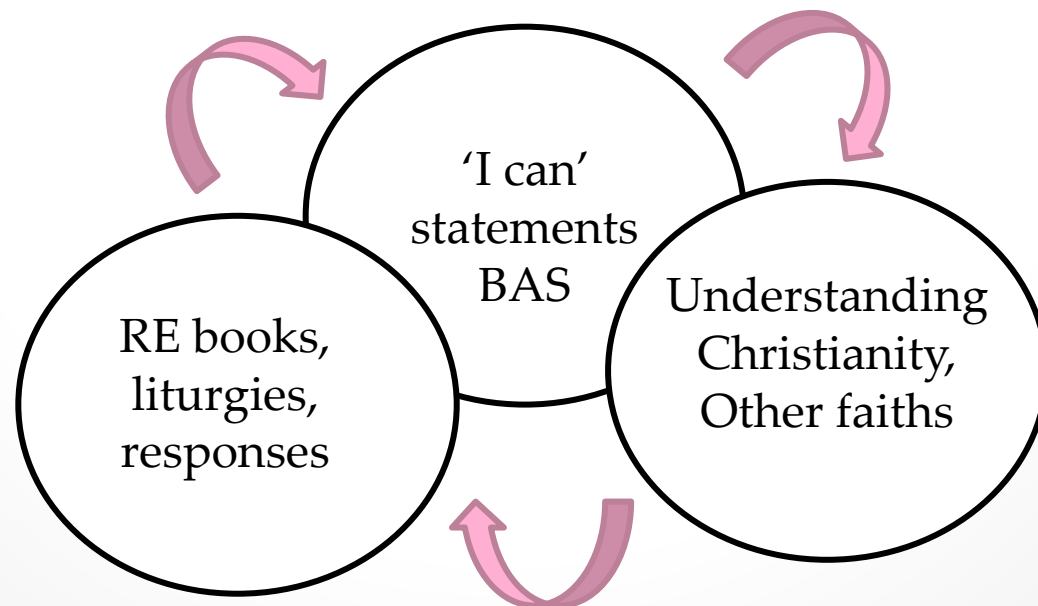 ‘I can’
statements
BAS
Understanding
Christianity,
Other faiths
RE books,
liturgies,
responses